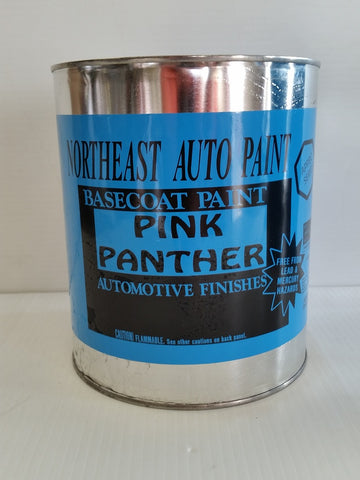 NORTHEAST AUTO PAINT
BASECOAT PAINT
PINK
PANTHER
AUTOMOTIVE FINISHES
FREE FROM
LEAD &
MERCURY
HAZARDS
CAUTION! FLAMMABLE. See other cautions on back panel.